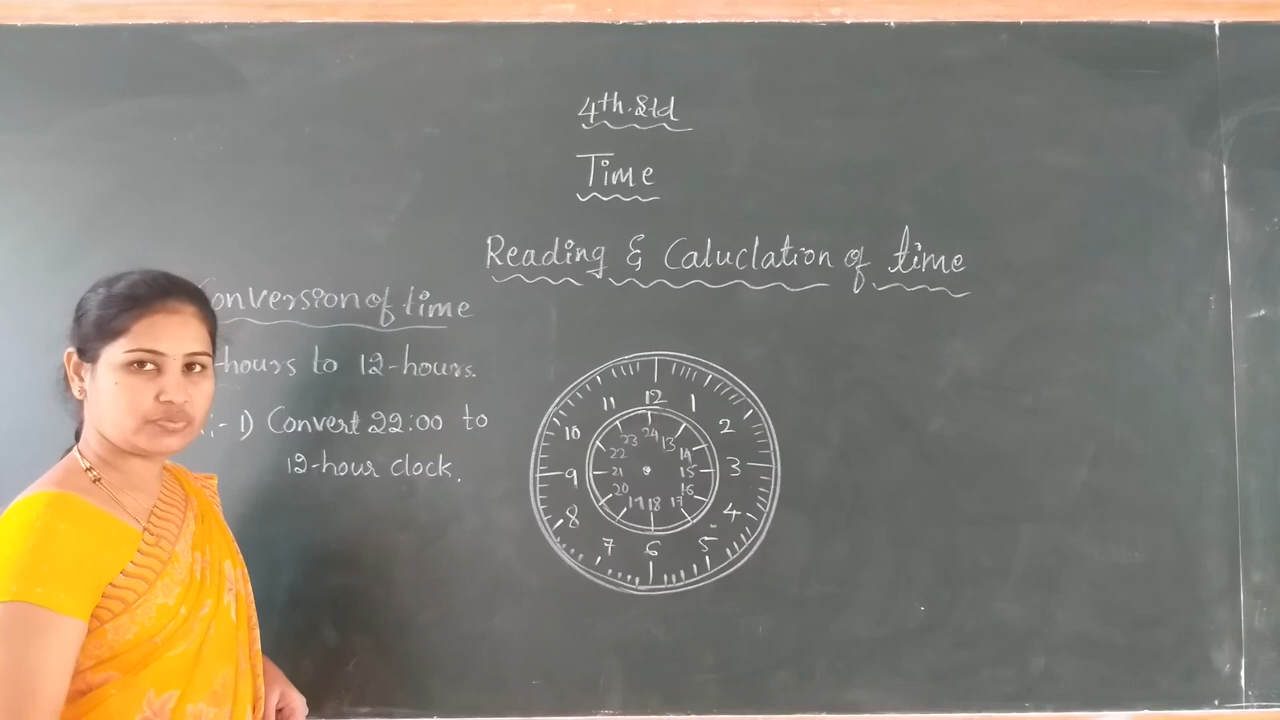 4th.Std
Time
Reading & Caluclation of time
onversion of time
-hours to 12-hours.
:- 1) Convert 22:00 to
12-hour clock.
12
11 1
10 2
9 3
8 4
7 5
6
24
23 13
22 14
21 15
20 16
19 18 17